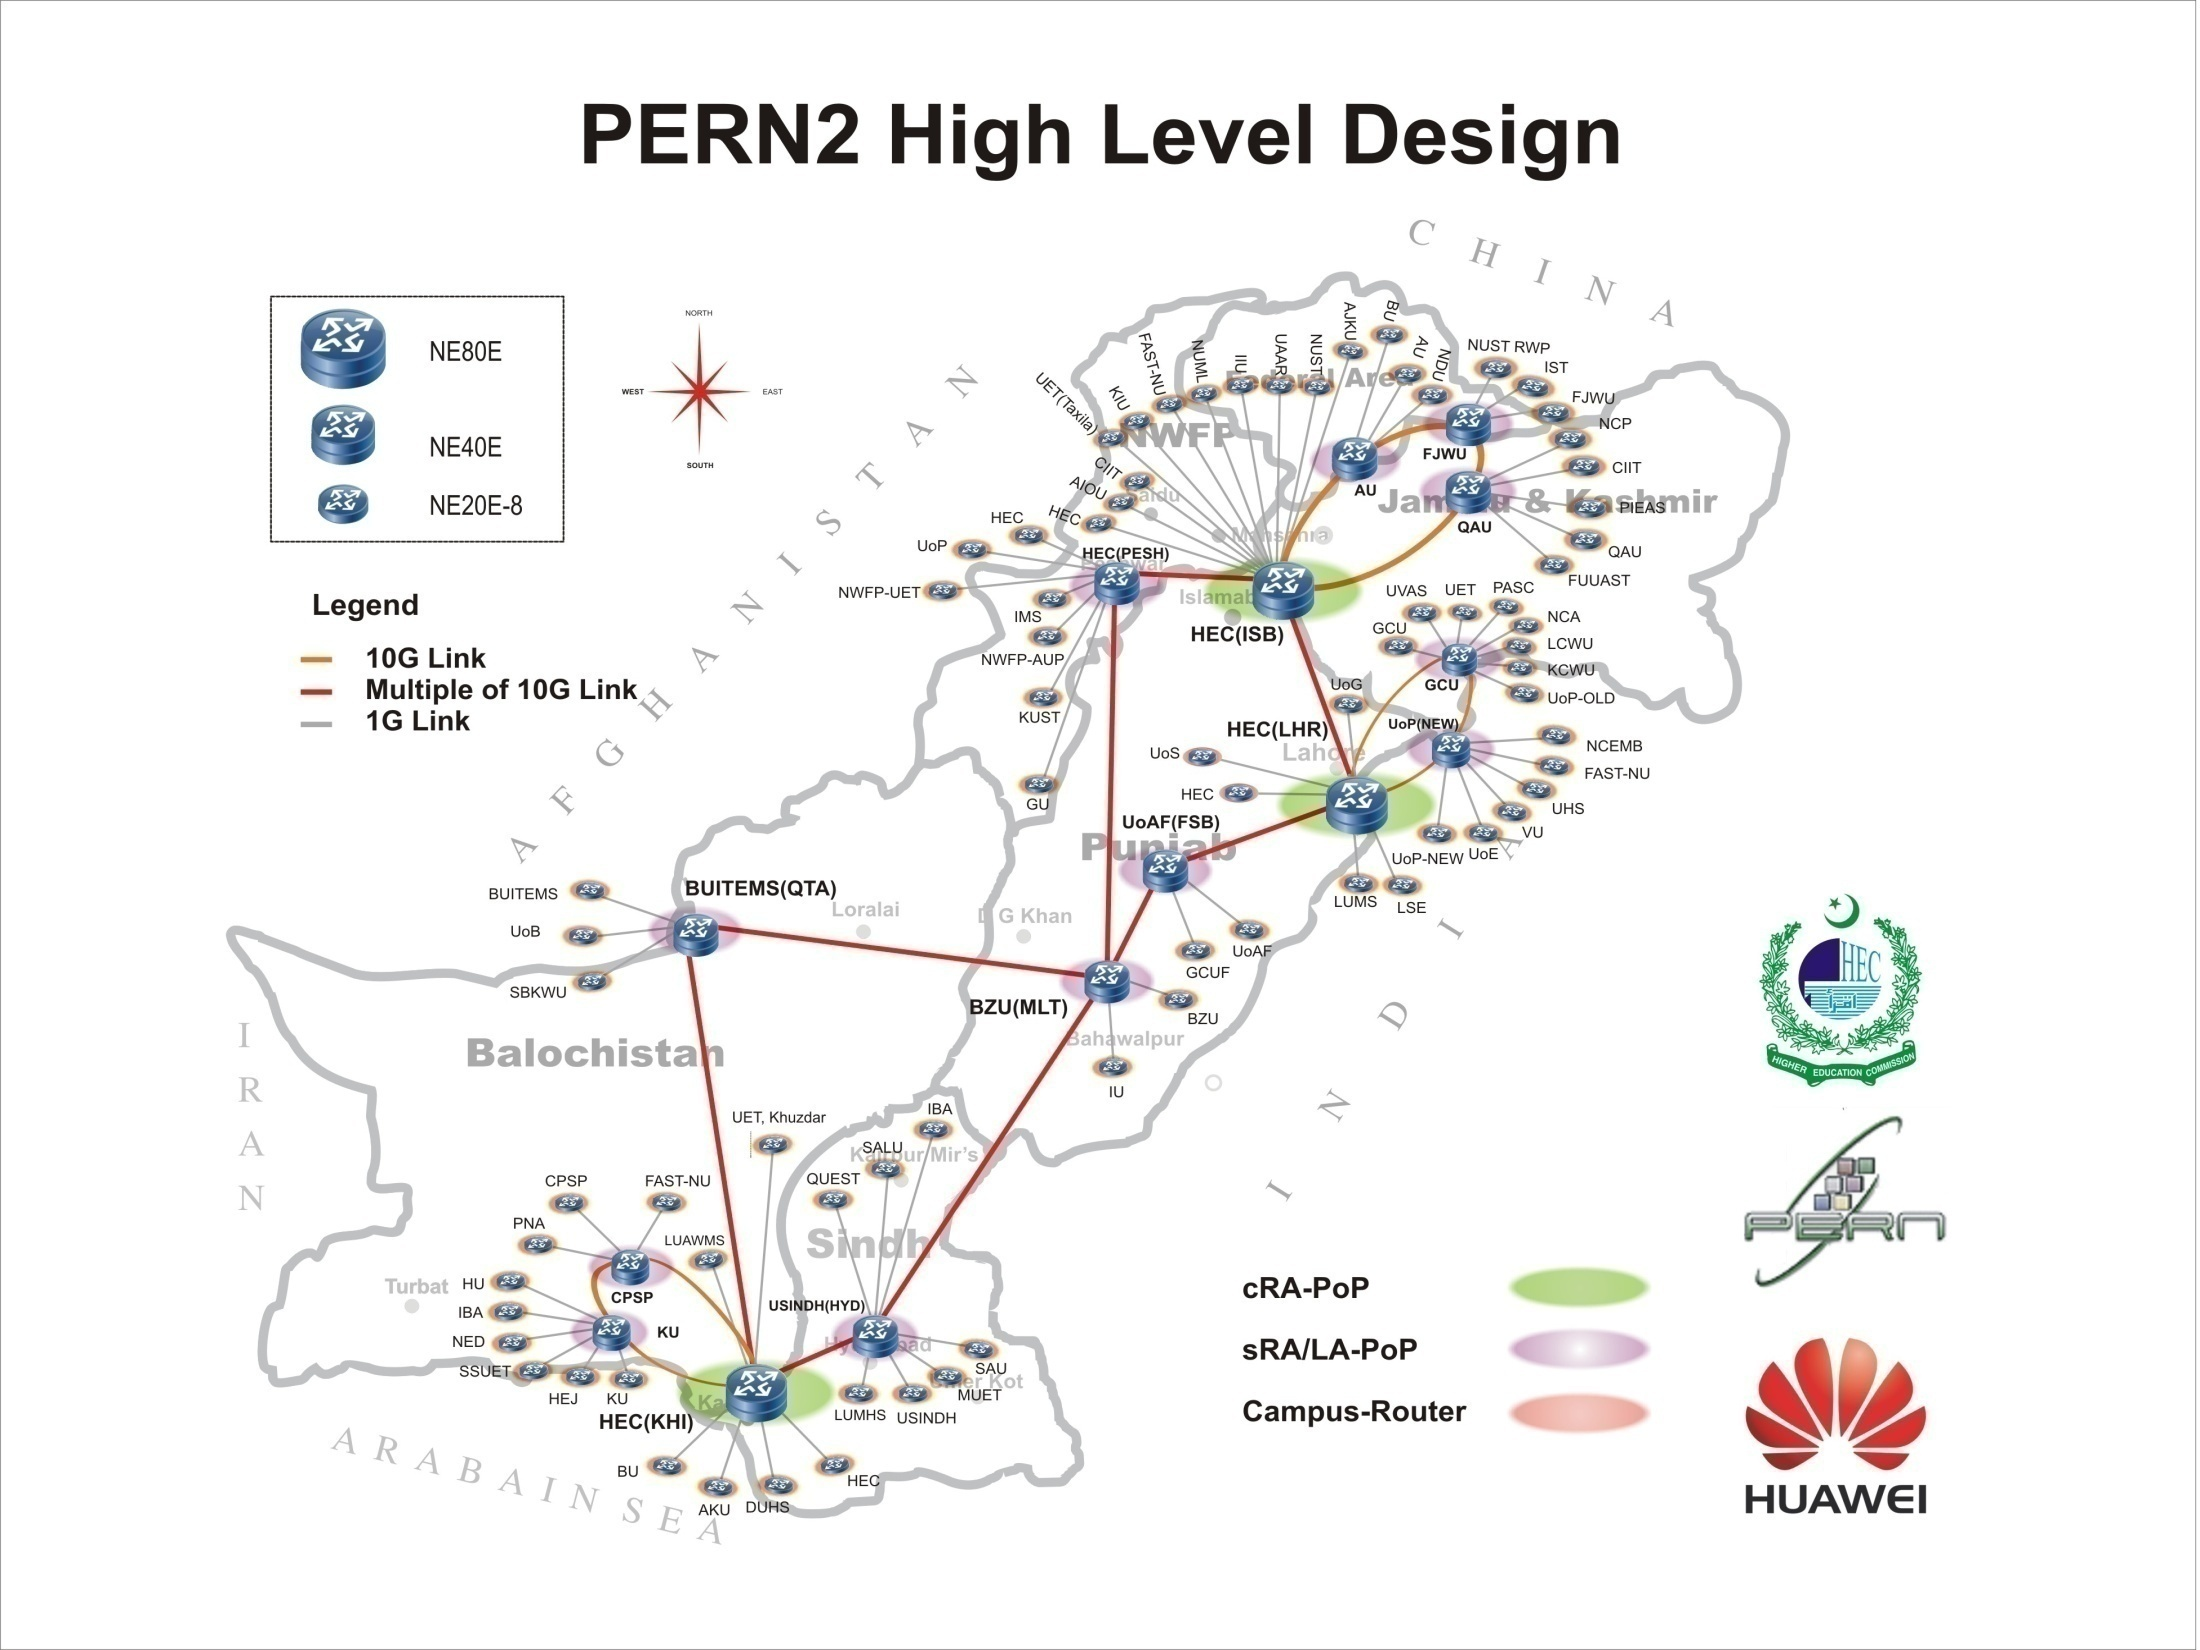 PERN2 High Level Design
CHINA
NE80E
NE40E
NE20E-8
NORTH
WEST
EAST
SOUTH
Legend
10G Link
Multiple of 10G Link
1G Link
AFGHANISTAN
AJKU
BU
AU
NDU
NUST
UAAR
IIU
NUML
FAST-NU
KIU
UET(Taxila)
Federal Area
NWFP
NUST RWP
IST
FJWU
NCP
CIIT
PIEAS
QAU
FUUAST
FJWU
AU
QAU
Jammu & Kashmir
CIIT
AIOU
HEC
HEC
UoP
NWFP-UET
HEC(PESH)
IMS
NWFP-AUP
KUST
GU
Mansehra
HEC(ISB)
UVAS
UET
PASC
NCA
GCU
LCWU
KCWU
UoP-OLD
GCU
UoG
HEC(LHR)
Lahore
UoP(NEW)
NCEMB
FAST-NU
UHS
VU
UoE
UoP-NEW
UoS
HEC
UoAF(FSB)
Punjab
LUMS
LSE
INDIA
BUITEMS
UoB
SBKWU
BUITEMS(QTA)
Loralai
D G Khan
UoAF
GCUF
BZU(MLT)
BZU
Bahawalpur
IU
Balochistan
IRAN
UET, Khuzdar
IBA
SALU
Kairpur Mir's
QUEST
Sindh
CPSP
FAST-NU
PNA
LUAWMS
Turbat
HU
IBA
NED
SSUET
HEJ
KU
CPSP
KU
USINDH(HYD)
SAU
MUET
LUMHS
USINDH
HEC(KHI)
BU
AKU
DUHS
HEC
ARABAIN SEA
cRA-PoP
sRA/LA-PoP
Campus-Router
HEC
HIGHER EDUCATION COMMISSION
PERN
HUAWEI